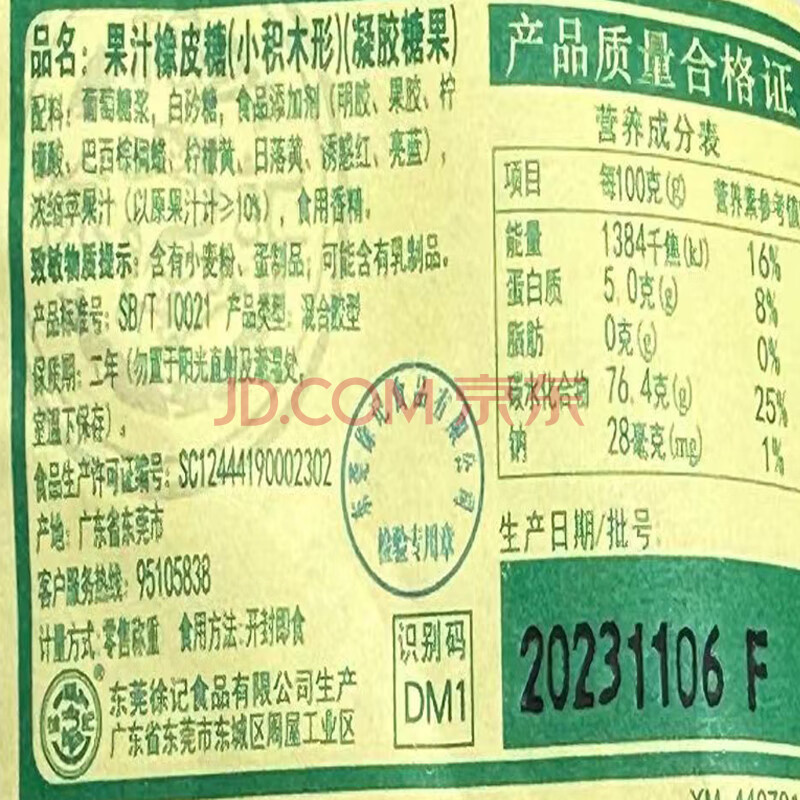 品名：果汁橡皮糖(小积木形)(凝胶糖果)
配料：葡萄糖浆，白砂糖，食品添加剂（明胶、果胶、柠
檬酸、巴西棕榈蜡、柠檬黄、日落黄、诱惑红、亮蓝），
浓缩苹果汁（以原果汁计≥10%），食用香精。
致敏物质提示：含有小麦粉、蛋制品；可能含有乳制品。
产品标准号：SB/T 10021 产品类型：混合胶型
保质期：二年（勿置于阳光直射及潮湿处，
室温下保存）。
食品生产许可证编号：SC12444190002302
产地：广东省东莞市
客户服务热线：95105838
计量方式：零售称重 食用方法：开封即食
东莞徐记食品有限公司生产
广东省东莞市东城区周屋工业区
东莞徐记食品有限公司
检验专用章
识别码
DM1
产品质量合格证
营养成分表
项目 每100克(g) 营养素参考值
能量 1384千焦(kJ) 16%
蛋白质 5.0克(g) 8%
脂肪 0克(g) 0%
碳水化合物 76.4克(g) 25%
钠 28毫克(mg) 1%
生产日期/批号：
20231106 F
JD.COM 京东